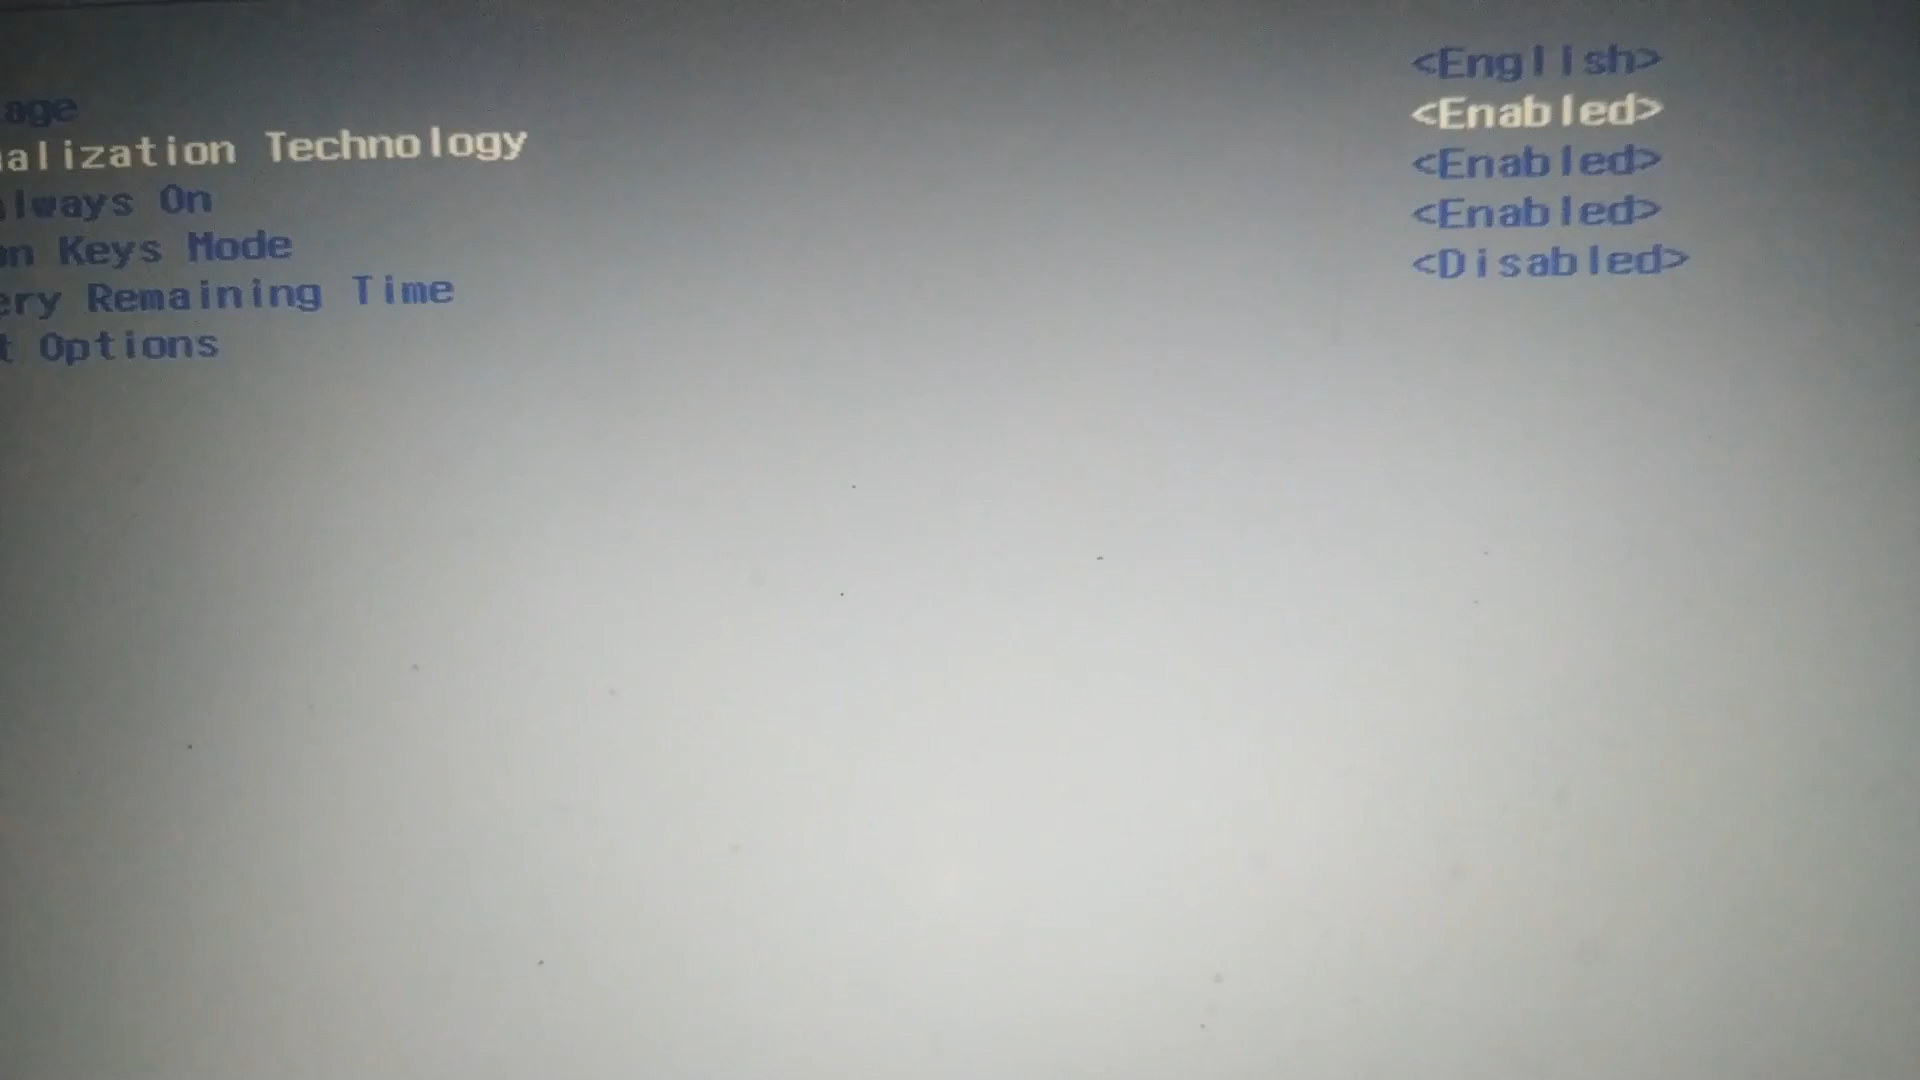 age <English>
alization Technology <Enabled>
lways On <Enabled>
n Keys Mode <Enabled>
ery Remaining Time <Disabled>
t Options